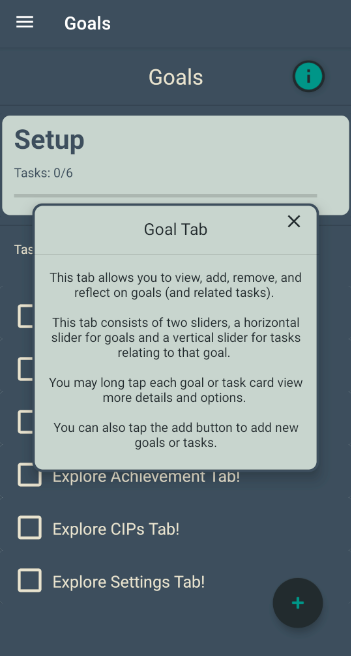 Goals
Goals
i
Setup
Tasks: 0/6
Goal Tab
This tab allows you to view, add, remove, and
reflect on goals (and related tasks).
This tab consists of two sliders, a horizontal
slider for goals and a vertical slider for tasks
relating to that goal.
You may long tap each goal or task card view
more details and options.
You can also tap the add button to add new
goals or tasks.
Explore Achievement Tab!
Explore CIPs Tab!
Explore Settings Tab!
+